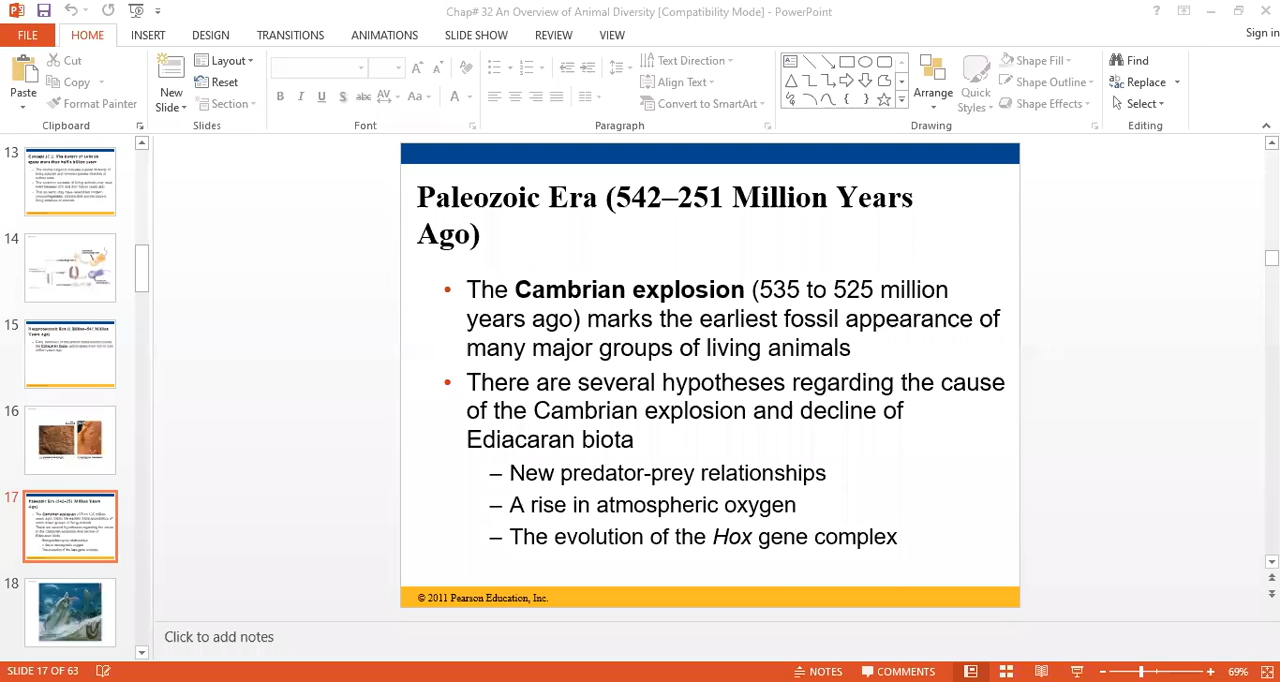 Chap# 32 An Overview of Animal Diversity [Compatibility Mode] - PowerPoint
FILE HOME INSERT DESIGN TRANSITIONS ANIMATIONS SLIDE SHOW REVIEW VIEW Sign in
Paste
Cut
Copy
Format Painter
Clipboard
New
Slide
Layout
Reset
Section
Slides
Font
Text Direction
Align Text
Convert to SmartArt
Paragraph
Arrange
Quick
Styles
Shape Fill
Shape Outline
Shape Effects
Drawing
Find
Replace
Select
Editing
13
14
15
16
17
18
Paleozoic Era (542–251 Million Years
Ago)
• The Cambrian explosion (535 to 525 million
years ago) marks the earliest fossil appearance of
many major groups of living animals
• There are several hypotheses regarding the cause
of the Cambrian explosion and decline of
Ediacaran biota
– New predator-prey relationships
– A rise in atmospheric oxygen
– The evolution of the Hox gene complex
© 2011 Pearson Education, Inc.
Click to add notes
SLIDE 17 OF 63 NOTES COMMENTS 69%